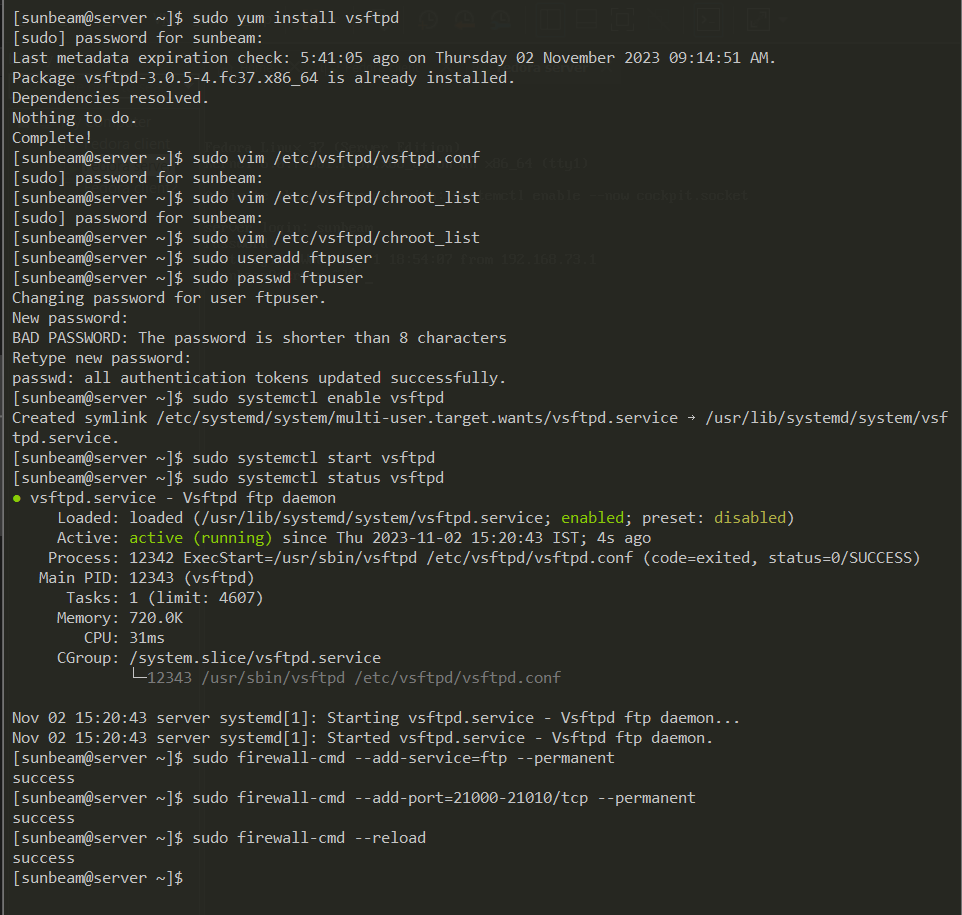 [sunbeam@server ~]$ sudo yum install vsftpd
[sudo] password for sunbeam:
Last metadata expiration check: 5:41:05 ago on Thursday 02 November 2023 09:14:51 AM.
Package vsftpd-3.0.5-4.fc37.x86_64 is already installed.
Dependencies resolved.
Nothing to do.
Complete!
[sunbeam@server ~]$ sudo vim /etc/vsftpd/vsftpd.conf
[sudo] password for sunbeam:
[sunbeam@server ~]$ sudo vim /etc/vsftpd/chroot_list
[sudo] password for sunbeam:
[sunbeam@server ~]$ sudo vim /etc/vsftpd/chroot_list
[sunbeam@server ~]$ sudo useradd ftpuser
[sunbeam@server ~]$ sudo passwd ftpuser
Changing password for user ftpuser.
New password:
BAD PASSWORD: The password is shorter than 8 characters
Retype new password:
passwd: all authentication tokens updated successfully.
[sunbeam@server ~]$ sudo systemctl enable vsftpd
Created symlink /etc/systemd/system/multi-user.target.wants/vsftpd.service → /usr/lib/systemd/system/vsf
tpd.service.
[sunbeam@server ~]$ sudo systemctl start vsftpd
[sunbeam@server ~]$ sudo systemctl status vsftpd
● vsftpd.service - Vsftpd ftp daemon
     Loaded: loaded (/usr/lib/systemd/system/vsftpd.service; enabled; preset: disabled)
     Active: active (running) since Thu 2023-11-02 15:20:43 IST; 4s ago
    Process: 12342 ExecStart=/usr/sbin/vsftpd /etc/vsftpd/vsftpd.conf (code=exited, status=0/SUCCESS)
   Main PID: 12343 (vsftpd)
      Tasks: 1 (limit: 4607)
     Memory: 720.0K
        CPU: 31ms
     CGroup: /system.slice/vsftpd.service
             └─12343 /usr/sbin/vsftpd /etc/vsftpd/vsftpd.conf
Nov 02 15:20:43 server systemd[1]: Starting vsftpd.service - Vsftpd ftp daemon...
Nov 02 15:20:43 server systemd[1]: Started vsftpd.service - Vsftpd ftp daemon.
[sunbeam@server ~]$ sudo firewall-cmd --add-service=ftp --permanent
success
[sunbeam@server ~]$ sudo firewall-cmd --add-port=21000-21010/tcp --permanent
success
[sunbeam@server ~]$ sudo firewall-cmd --reload
success
[sunbeam@server ~]$